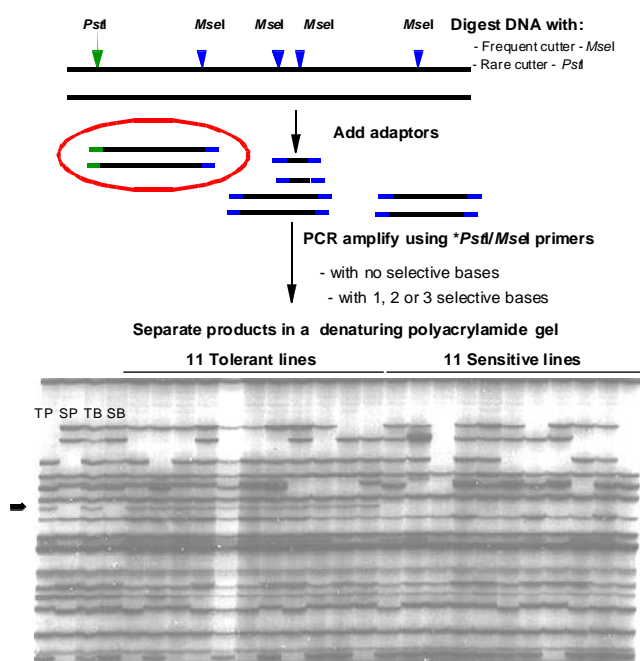 PstI MseI MseI MseI MseI Digest DNA with:
- Frequent cutter - MseI
- Rare cutter - PstI
Add adaptors
PCR amplify using *PstI/MseI primers
- with no selective bases
- with 1, 2 or 3 selective bases
Separate products in a denaturing polyacrylamide gel
11 Tolerant lines 11 Sensitive lines
TP SP TB SB